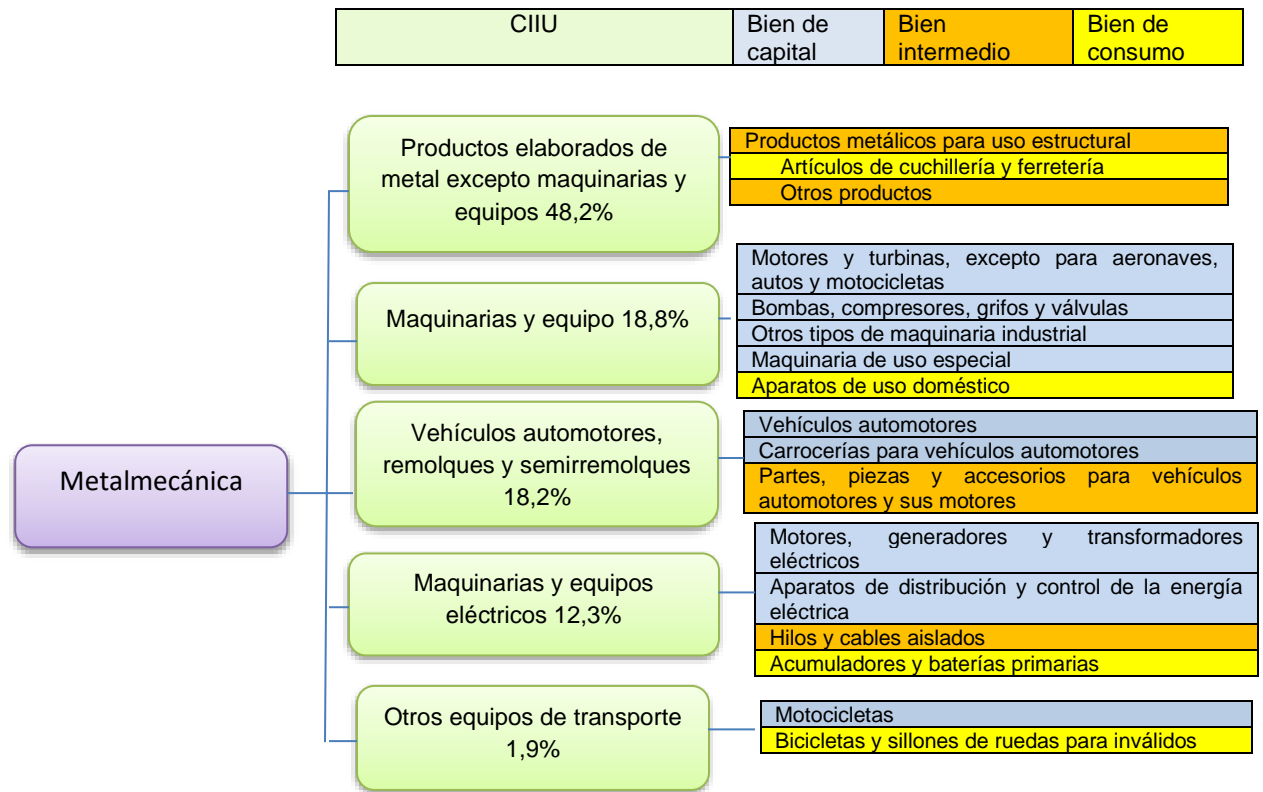 CIIU
Bien de
capital
Bien
intermedio
Bien de
consumo
Productos elaborados de
metal excepto maquinarias y
equipos 48,2%
Productos metálicos para uso estructural
Artículos de cuchillería y ferretería
Otros productos
Maquinarias y equipo 18,8%
Motores y turbinas, excepto para aeronaves,
autos y motocicletas
Bombas, compresores, grifos y válvulas
Otros tipos de maquinaria industrial
Maquinaria de uso especial
Aparatos de uso doméstico
Metalmecánica
Vehículos automotores,
remolques y semirremolques
18,2%
Vehículos automotores
Carrocerías para vehículos automotores
Partes, piezas y accesorios para vehículos
automotores y sus motores
Maquinarias y equipos
eléctricos 12,3%
Motores, generadores y transformadores
eléctricos
Aparatos de distribución y control de la energía
eléctrica
Hilos y cables aislados
Acumuladores y baterías primarias
Otros equipos de transporte
1,9%
Motocicletas
Bicicletas y sillones de ruedas para inválidos